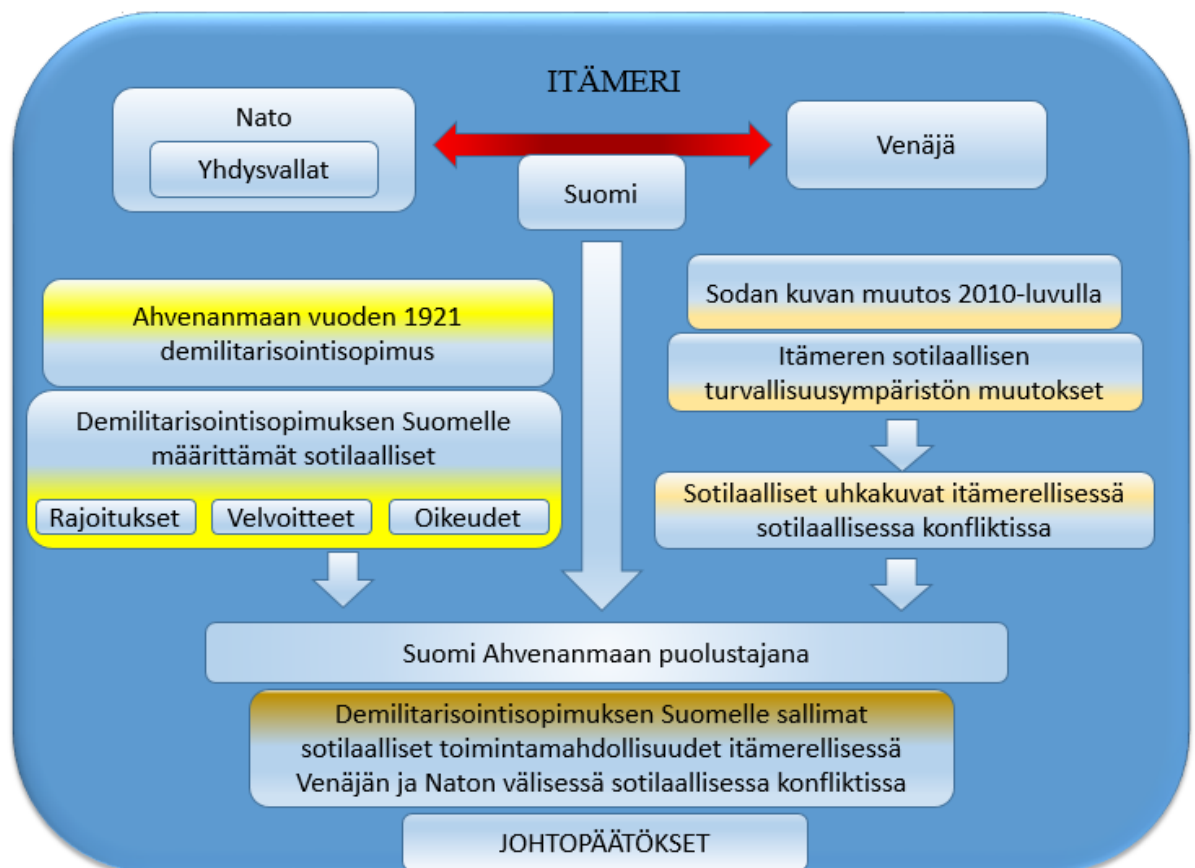 ITÄMERI
Nato
Yhdysvallat
Venäjä
Suomi
Ahvenanmaan vuoden 1921
demilitarisointisopimus
Demilitarisointisopimuksen Suomelle
määrittämät sotilaalliset
Rajoitukset
Velvoitteet
Oikeudet
Sodan kuvan muutos 2010-luvulla
Itämeren sotilaallisen
turvallisuusympäristön muutokset
Sotilaalliset uhkakuvat itämerellisessä
sotilaallisessa konfliktissa
Suomi Ahvenanmaan puolustajana
Demilitarisointisopimuksen Suomelle sallimat
sotilaalliset toimintamahdollisuudet itämerellisessä
Venäjän ja Naton välisessä sotilaallisessa konfliktissa
JOHTOPÄÄTÖKSET